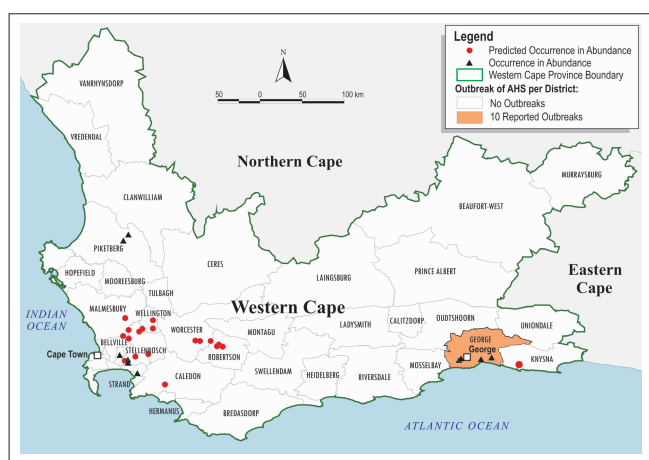 Legend
Predicted Occurrence in Abundance
Occurrence in Abundance
Western Cape Province Boundary
Outbreak of AHS per District:
No Outbreaks
10 Reported Outbreaks
N
50 0 50 100 km
VANRHYNSDORP
VREDENDAL
Northern Cape
MURRAYSBURG
CLANWILLIAM
BEAUFORT-WEST
PIKETBERG
CERES
HOPEFIELD
MOOREESBURG
LAINGSBURG
PRINCE ALBERT
Eastern
Cape
TULBAGH
MALMESBURY
WELLINGTON
Western Cape
INDIAN
OCEAN
WORCESTER
MONTAGU
LADYSMITH
CALITZDORP
OUDTSHOORN
UNIONDALE
BELLVILLE
STELLENBOSCH
ROBERTSON
GEORGE
George
Cape Town
KNYSNA
STRAND
CALEDON
SWELLENDAM
HEIDELBERG
RIVERSDALE
MOSSELBAY
HERMANUS
BREDASDORP
ATLANTIC OCEAN